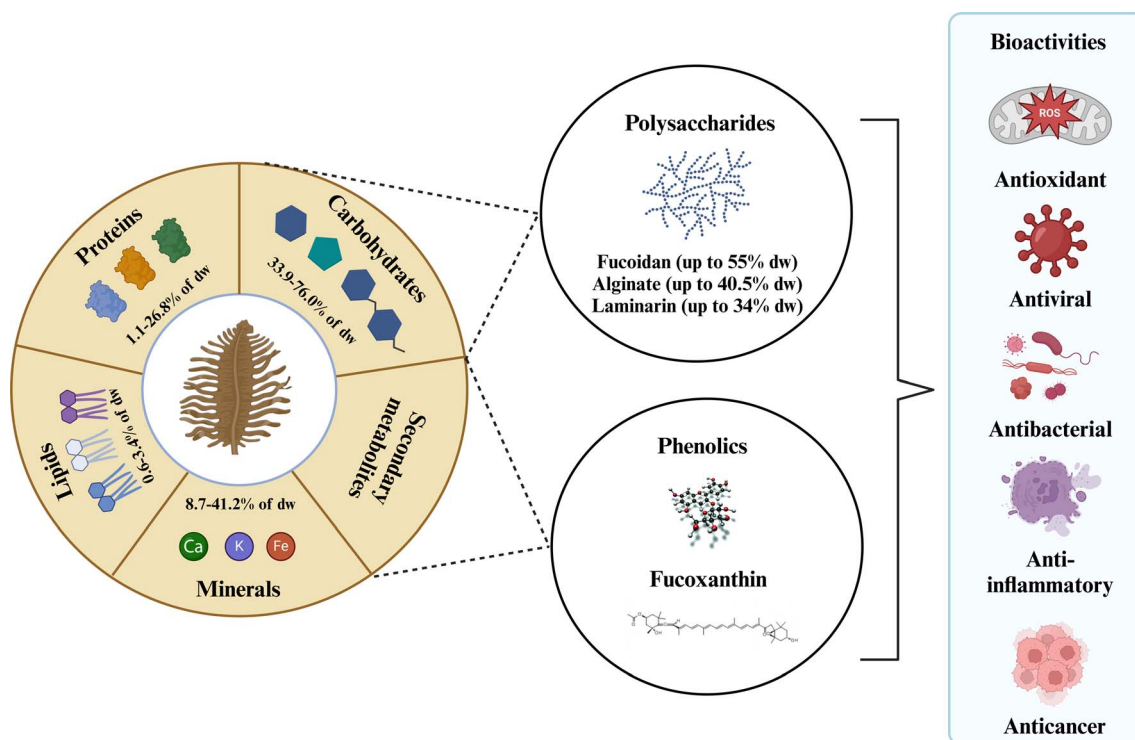 Proteins
1.1-26.8% of dw
Carbohydrates
33.9-76.0% of dw
Lipids
0.6-3.4% of dw
Secondary
metabolites
8.7-41.2% of dw
Ca
K
Fe
Minerals
Polysaccharides
Fucoidan (up to 55% dw)
Alginate (up to 40.5% dw)
Laminarin (up to 34% dw)
Phenolics
Fucoxanthin
Bioactivities
ROS
Antioxidant
Antiviral
Antibacterial
Anti-
inflammatory
Anticancer